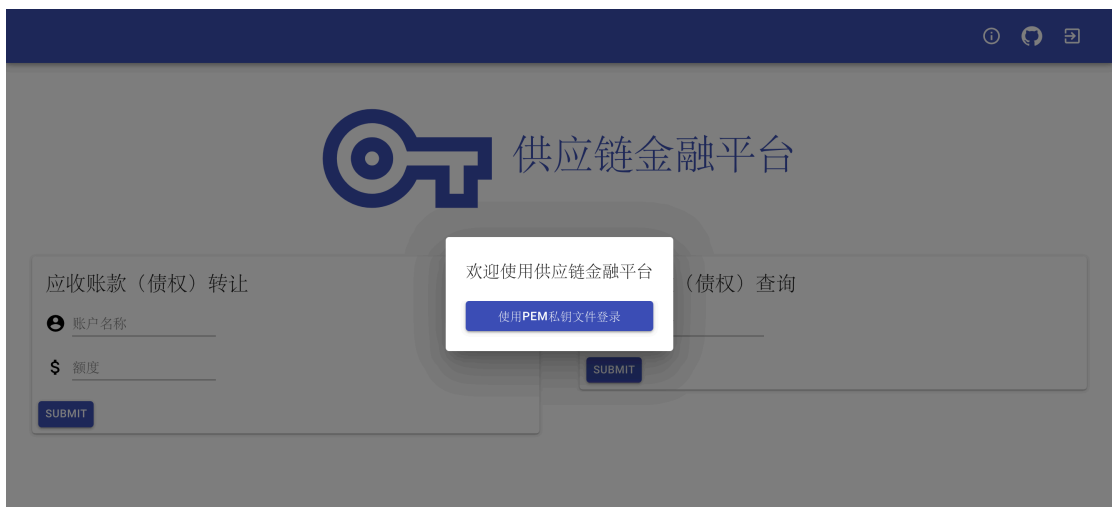 供应链金融平台
欢迎使用供应链金融平台
使用PEM私钥文件登录
应收账款（债权）转让
账户名称
额度
SUBMIT
（债权）查询
SUBMIT